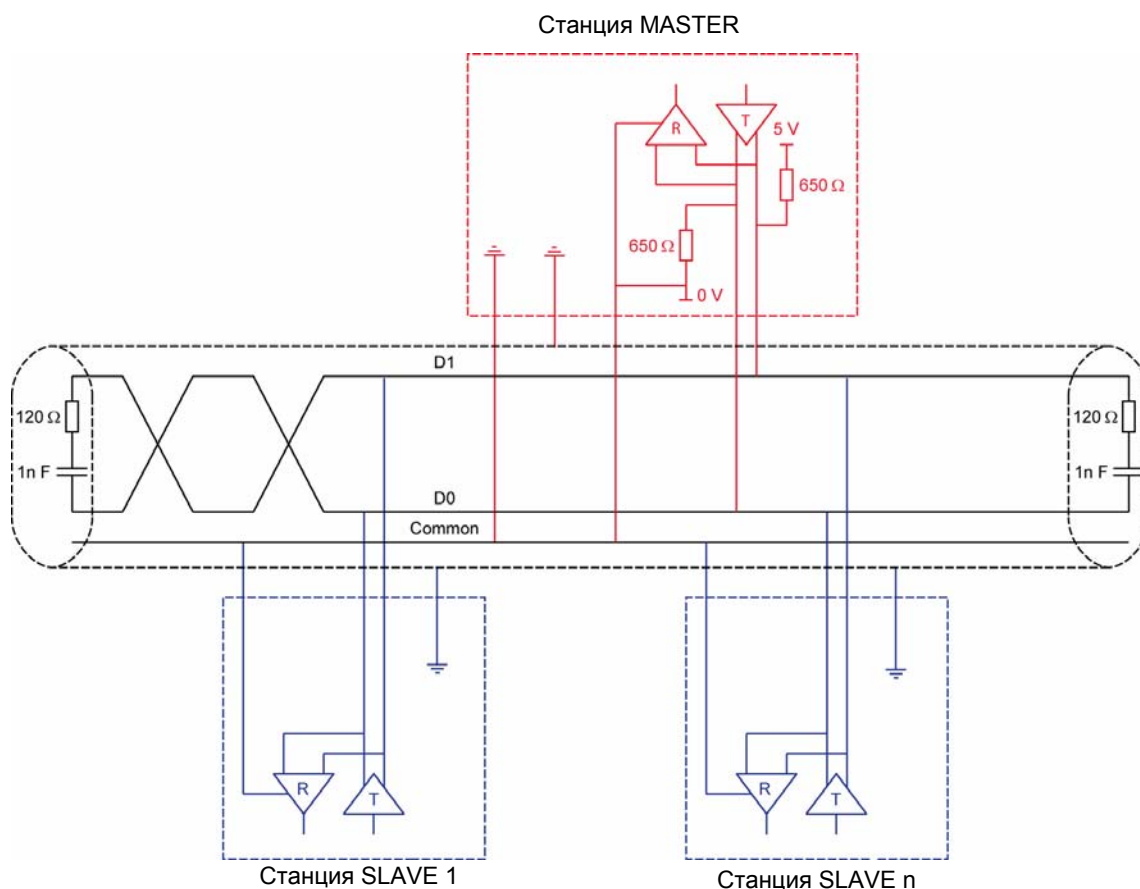 Станция MASTER
R
T
5 V
650 Ω
650 Ω
0 V
D1
120 Ω
120 Ω
1n F
1n F
D0
Common
R
T
R
T
Станция SLAVE 1
Станция SLAVE n